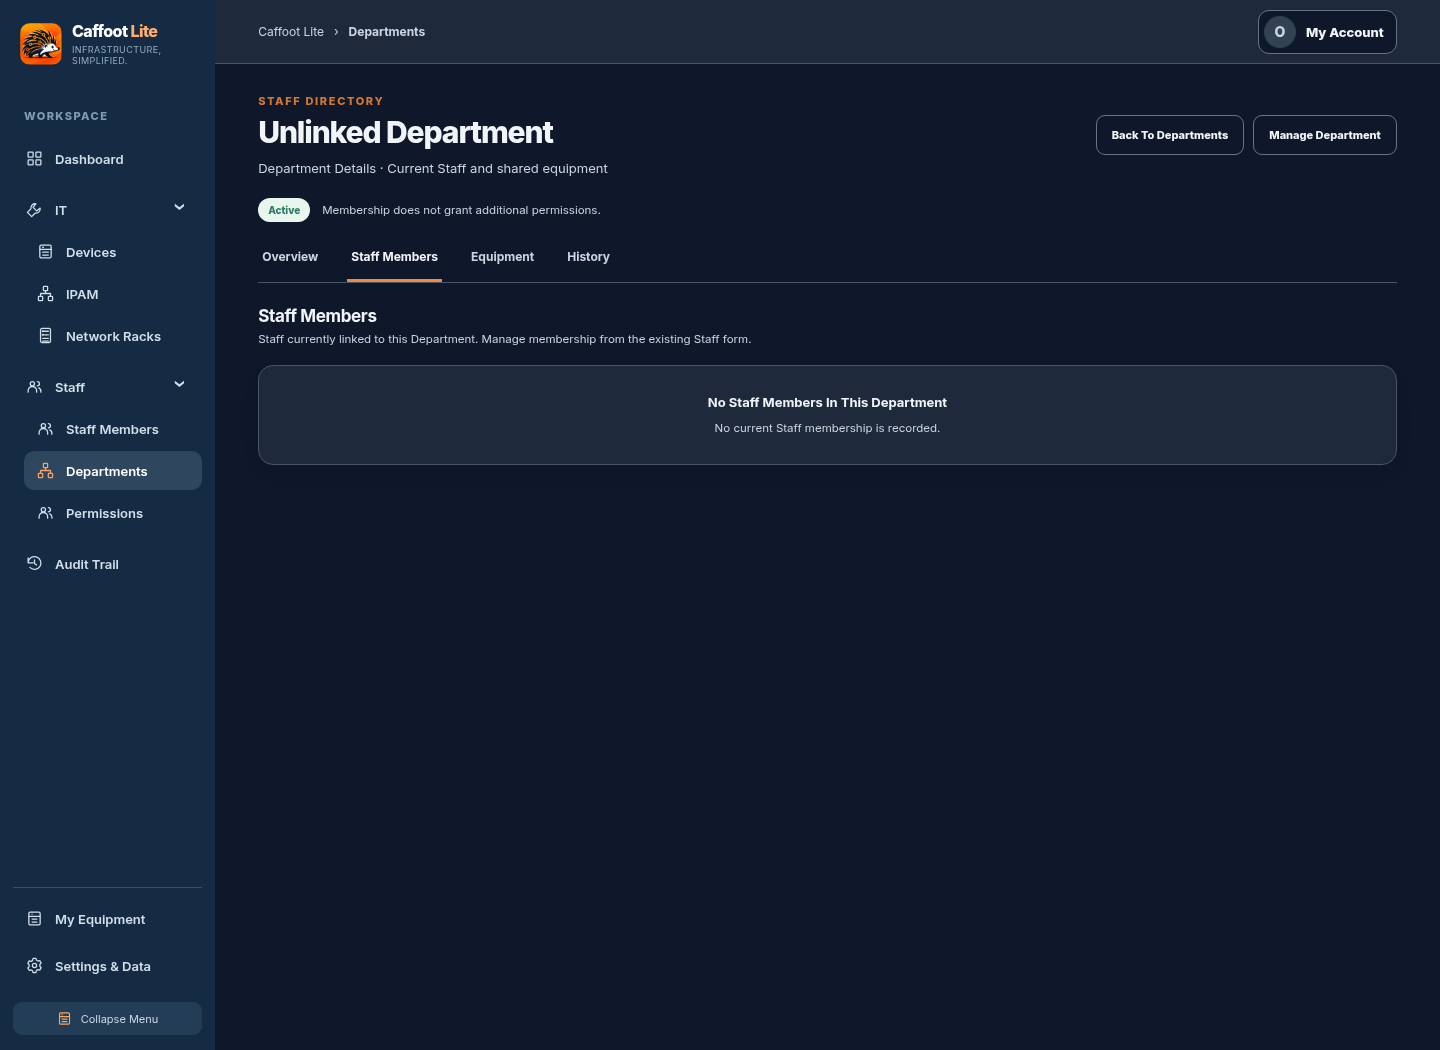 Caffoot Lite
INFRASTRUCTURE,
SIMPLIFIED.
WORKSPACE
Dashboard
IT
Devices
IPAM
Network Racks
Staff
Staff Members
Departments
Permissions
Audit Trail
My Equipment
Settings & Data
Collapse Menu
Caffoot Lite › Departments
O My Account
STAFF DIRECTORY
Unlinked Department
Department Details · Current Staff and shared equipment
Back To Departments
Manage Department
Active Membership does not grant additional permissions.
Overview Staff Members Equipment History
Staff Members
Staff currently linked to this Department. Manage membership from the existing Staff form.
No Staff Members In This Department
No current Staff membership is recorded.